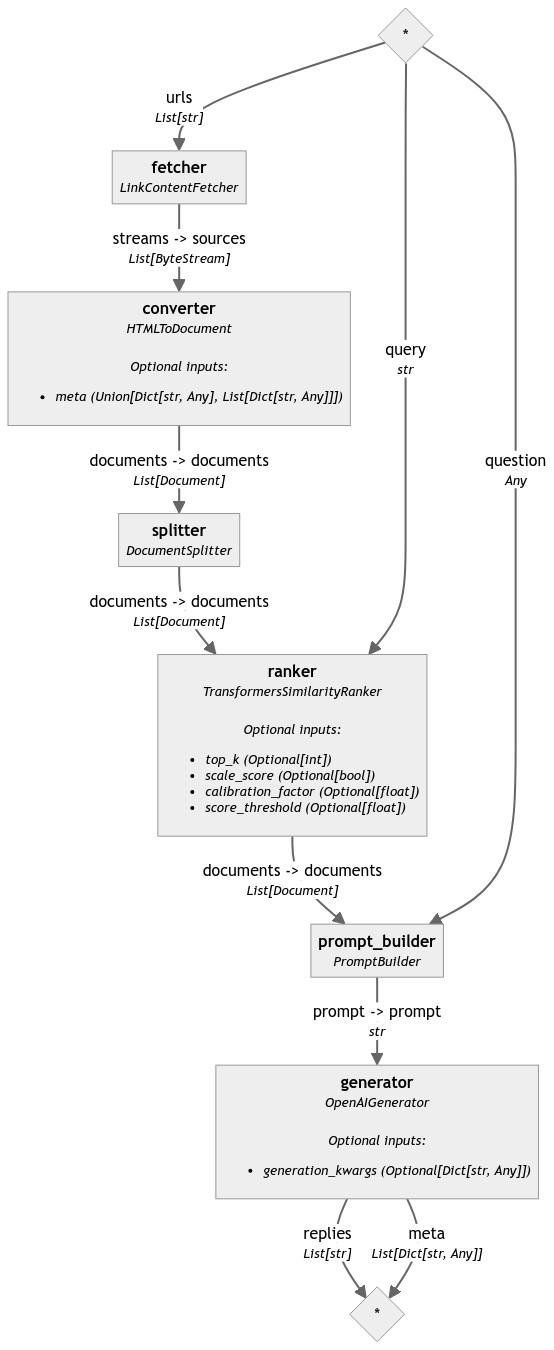 *
urls
List[str]
fetcher
LinkContentFetcher
streams -> sources
List[ByteStream]
converter
HTMLToDocument
Optional inputs:
• meta (Union[Dict[str, Any], List[Dict[str, Any]]])
query
str
documents -> documents
List[Document]
question
Any
splitter
DocumentSplitter
documents -> documents
List[Document]
ranker
TransformersSimilarityRanker
Optional inputs:
• top_k (Optional[int])
• scale_score (Optional[bool])
• calibration_factor (Optional[float])
• score_threshold (Optional[float])
documents -> documents
List[Document]
prompt_builder
PromptBuilder
prompt -> prompt
str
generator
OpenAIGenerator
Optional inputs:
• generation_kwargs (Optional[Dict[str, Any]])
replies
List[str]
meta
List[Dict[str, Any]]
*